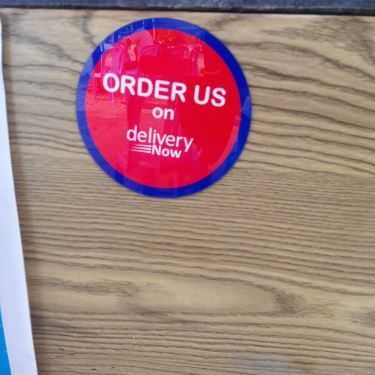 ORDER US
on
delivery
Now